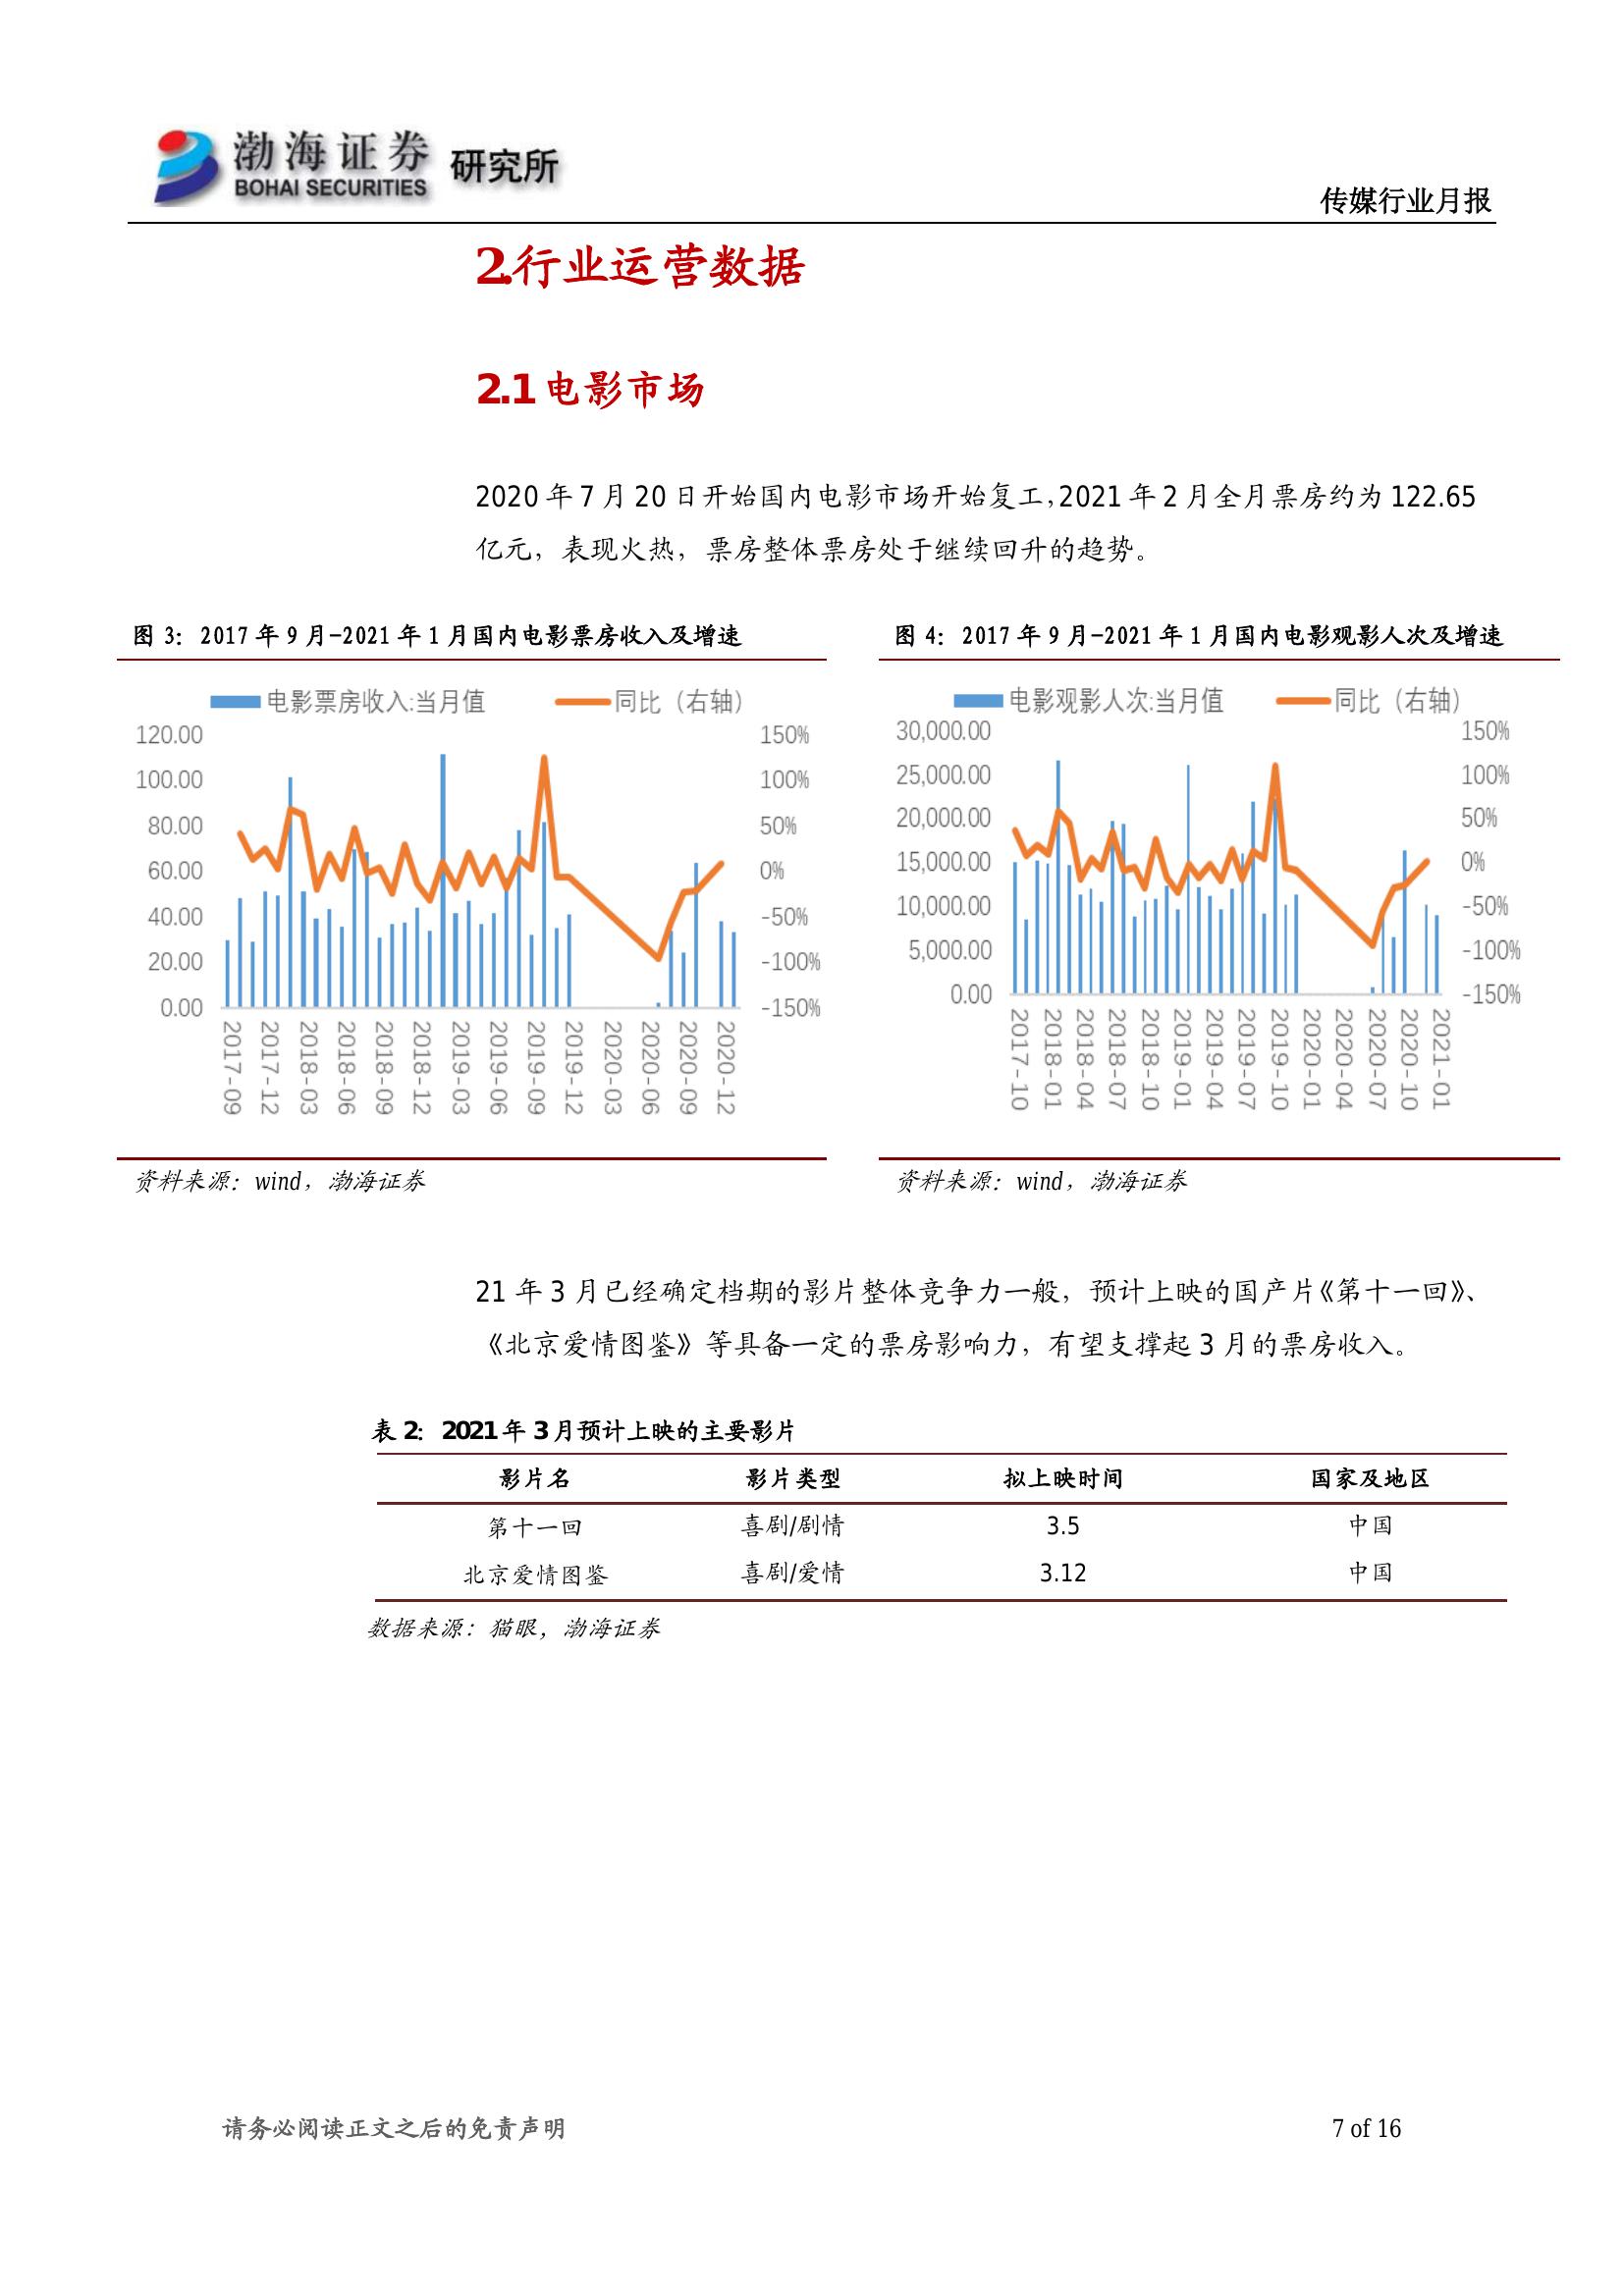 渤海证券 研究所
BOHAI SECURITIES
传媒行业月报
2.行业运营数据
2.1 电影市场
2020 年 7 月 20 日开始国内电影市场开始复工，2021 年 2 月全月票房约为 122.65
亿元，表现火热，票房整体票房处于继续回升的趋势。
图 3：2017 年 9 月-2021 年 1 月国内电影票房收入及增速
电影票房收入:当月值 同比（右轴）
120.00 150%
100.00 100%
80.00 50%
60.00 0%
40.00 -50%
20.00 -100%
0.00 -150%
2017-09 2017-12 2018-03 2018-06 2018-09 2018-12 2019-03 2019-06 2019-09 2019-12 2020-03 2020-06 2020-09 2020-12
资料来源：wind，渤海证券
图 4：2017 年 9 月-2021 年 1 月国内电影观影人次及增速
电影观影人次:当月值 同比（右轴）
30,000.00 150%
25,000.00 100%
20,000.00 50%
15,000.00 0%
10,000.00 -50%
5,000.00 -100%
0.00 -150%
2017-10 2018-01 2018-04 2018-07 2018-10 2019-01 2019-04 2019-07 2019-10 2020-01 2020-04 2020-07 2020-10 2021-01
资料来源：wind，渤海证券
21 年 3 月已经确定档期的影片整体竞争力一般，预计上映的国产片《第十一回》、
《北京爱情图鉴》等具备一定的票房影响力，有望支撑起 3 月的票房收入。
表 2：2021 年 3 月预计上映的主要影片
影片名 影片类型 拟上映时间 国家及地区
第十一回 喜剧/剧情 3.5 中国
北京爱情图鉴 喜剧/爱情 3.12 中国
数据来源：猫眼，渤海证券
请务必阅读正文之后的免责声明 7 of 16